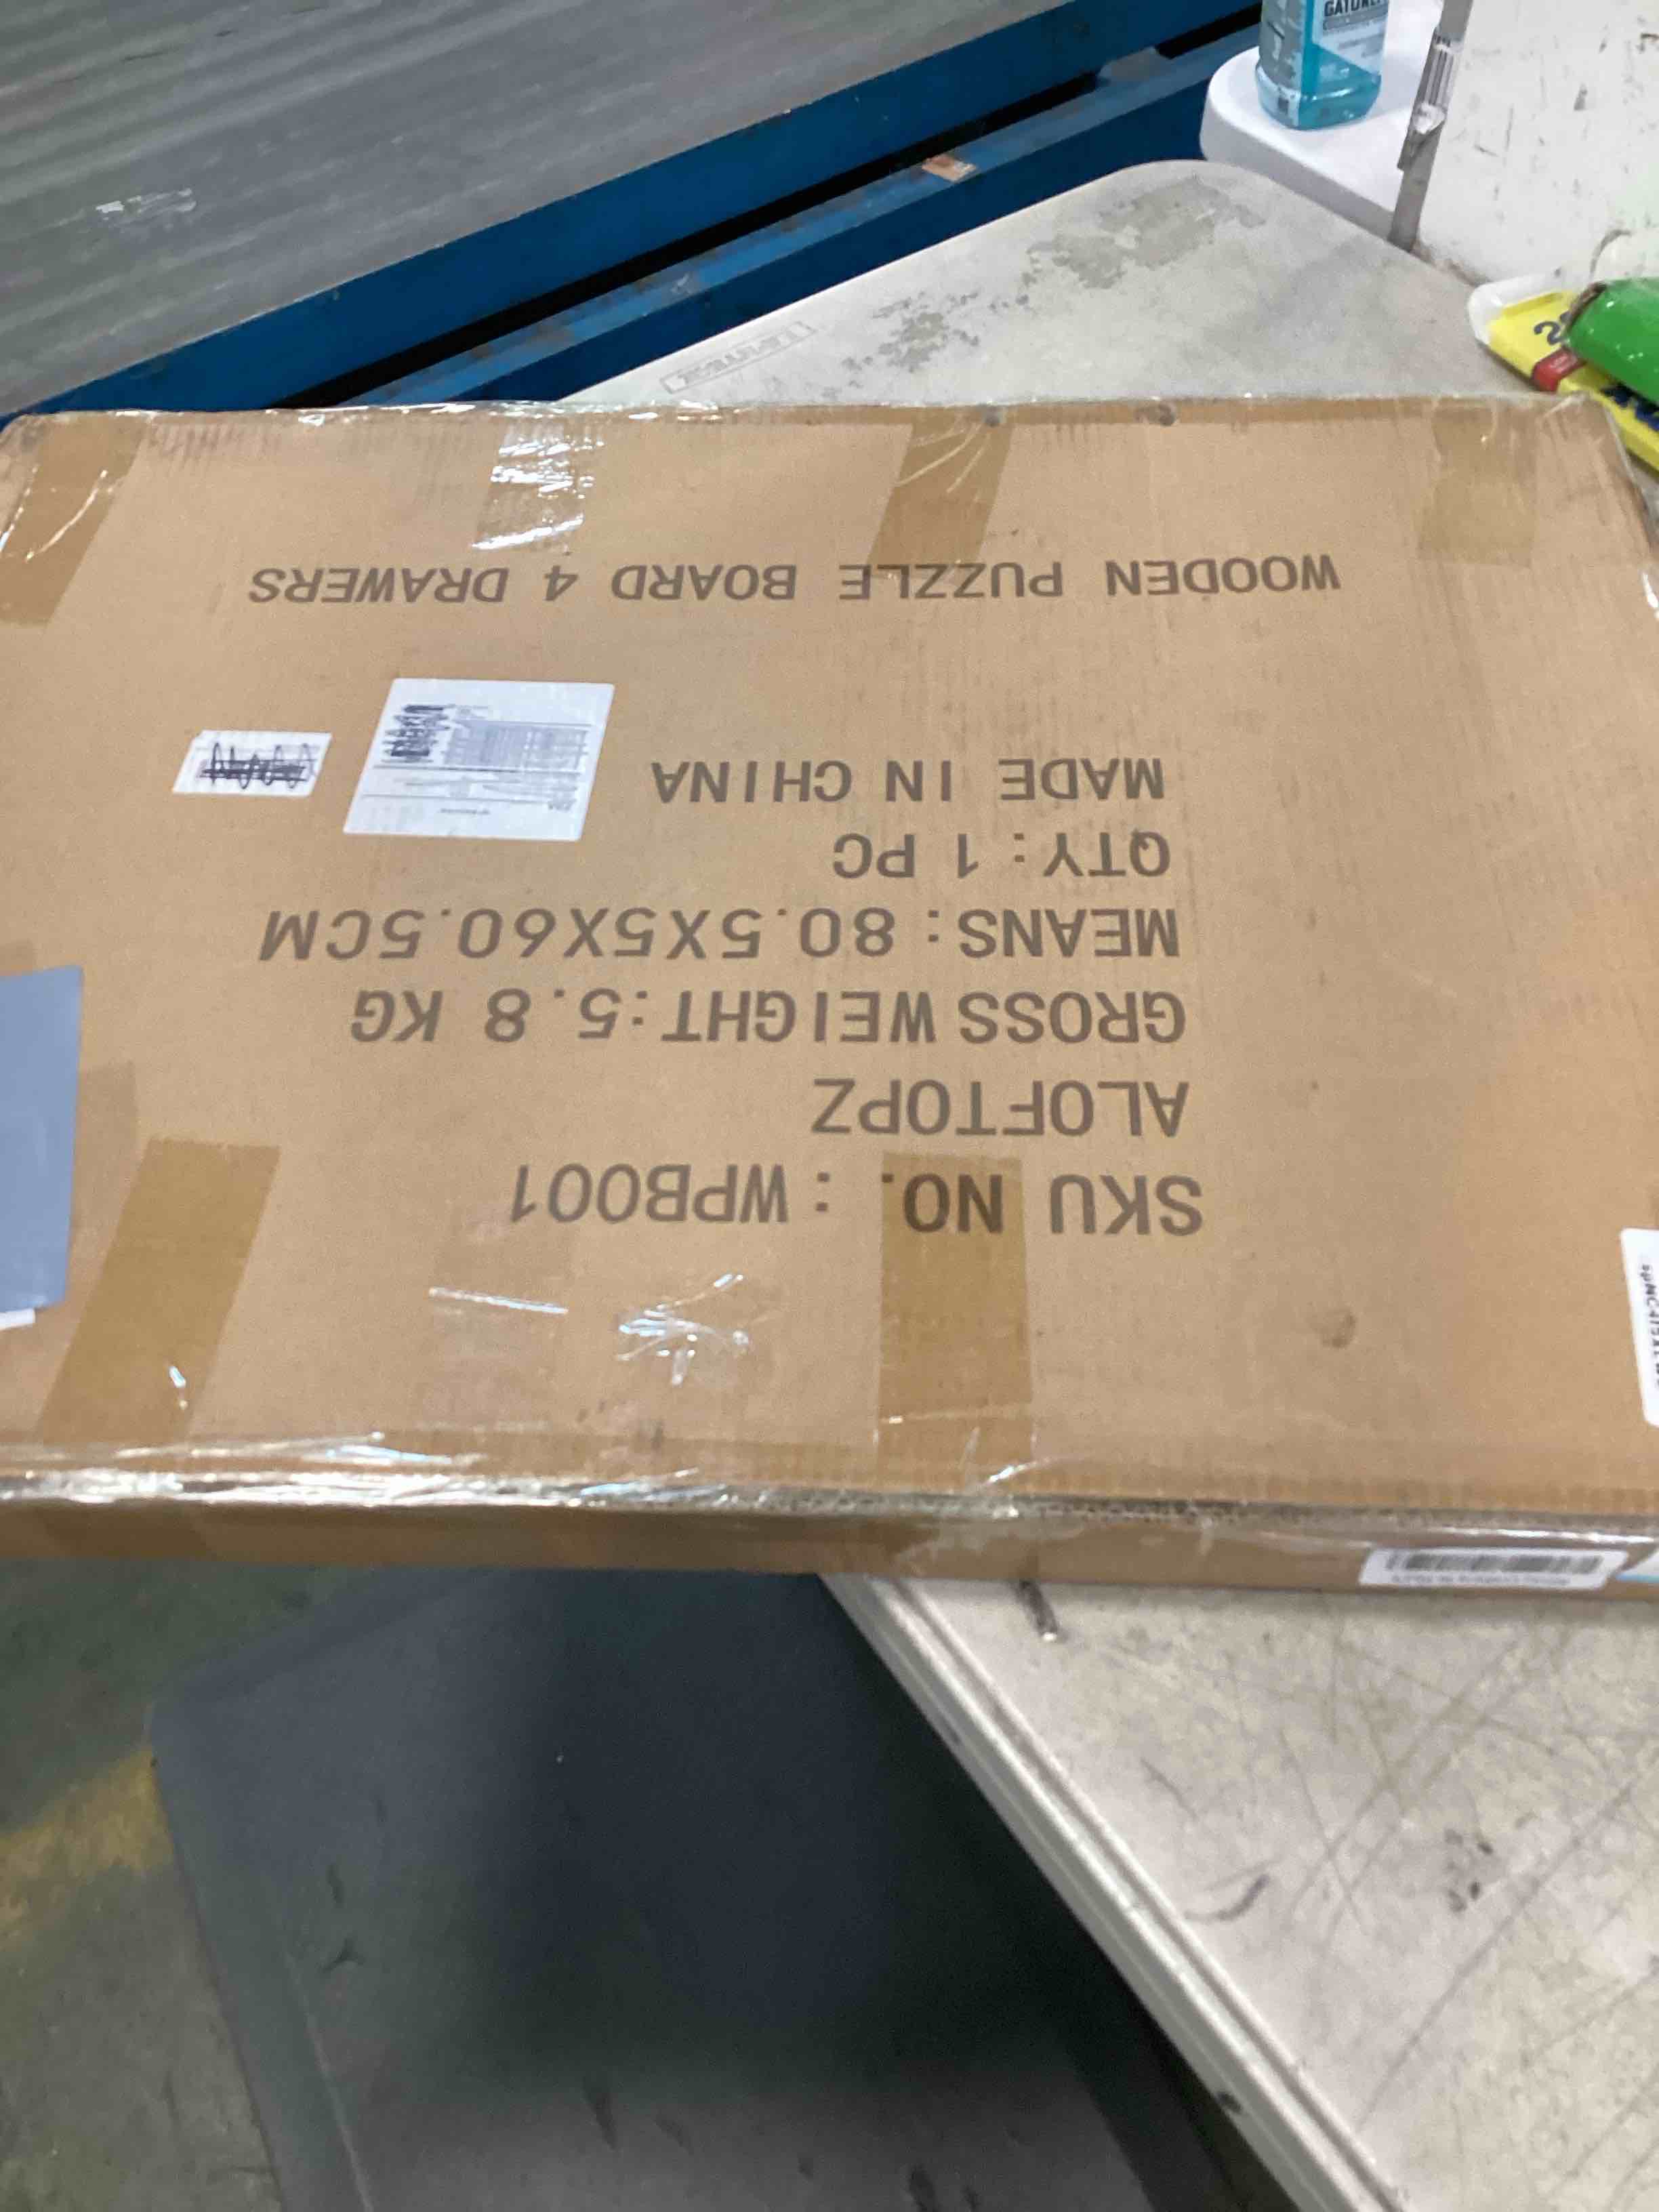 SKU NO. : WPB001
ALOFTOPZ
GROSS WEIGHT:5.8 KG
MEANS: 80.5X5X60.5CM
QTY: 1 PC
MADE IN CHINA
WOODEN PUZZLE BOARD 4 DRAWERS
LIFETIME